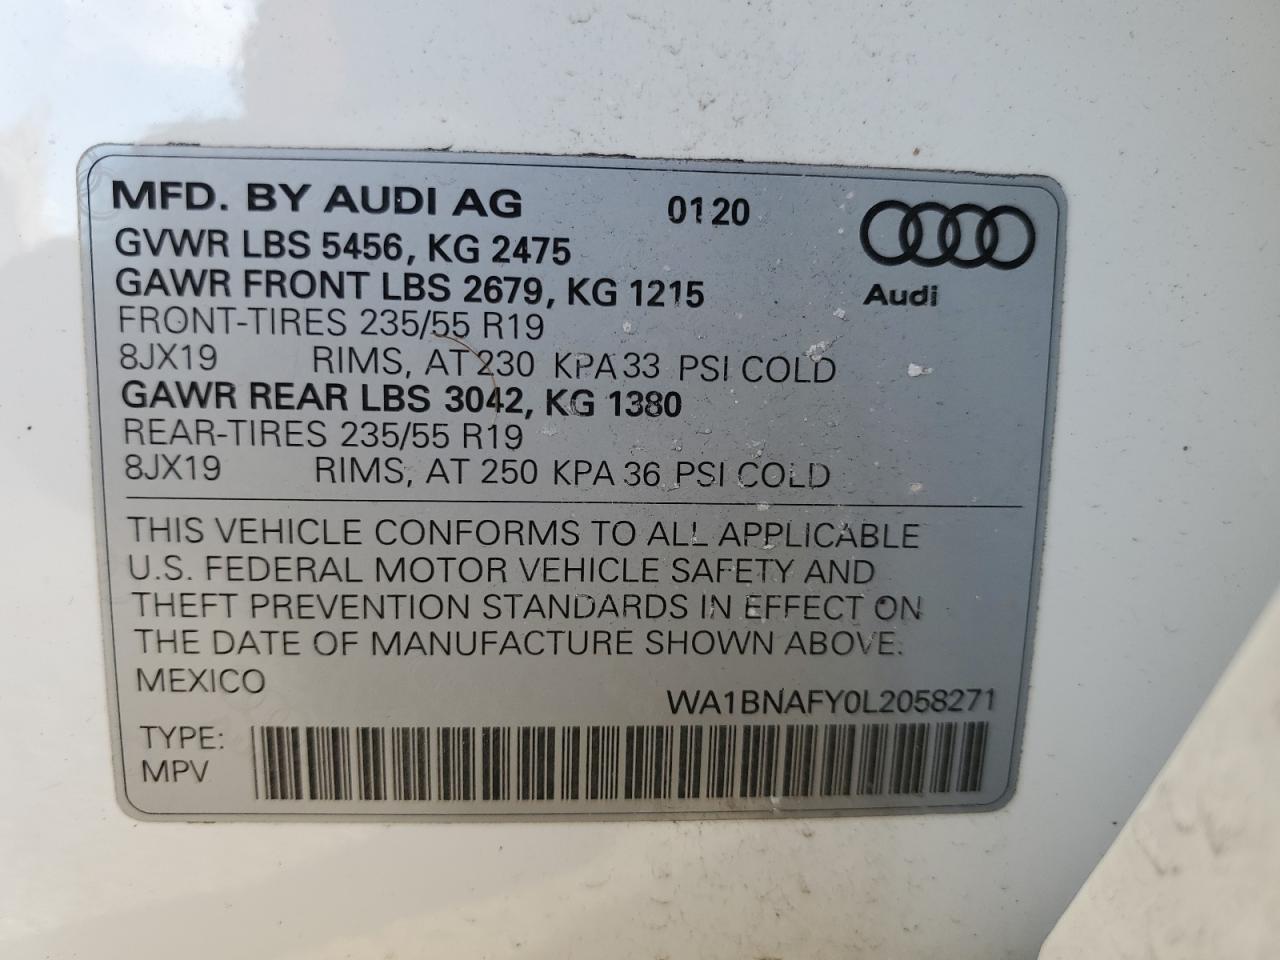 MFD. BY AUDI AG 0120
GVWR LBS 5456, KG 2475
GAWR FRONT LBS 2679, KG 1215
Audi
FRONT-TIRES 235/55 R19
8JX19 RIMS, AT 230 KPA 33 PSI COLD
GAWR REAR LBS 3042, KG 1380
REAR-TIRES 235/55 R19
8JX19 RIMS, AT 250 KPA 36 PSI COLD
THIS VEHICLE CONFORMS TO ALL APPLICABLE
U.S. FEDERAL MOTOR VEHICLE SAFETY AND
THEFT PREVENTION STANDARDS IN EFFECT ON
THE DATE OF MANUFACTURE SHOWN ABOVE.
MEXICO
WA1BNAFY0L2058271
TYPE:
MPV